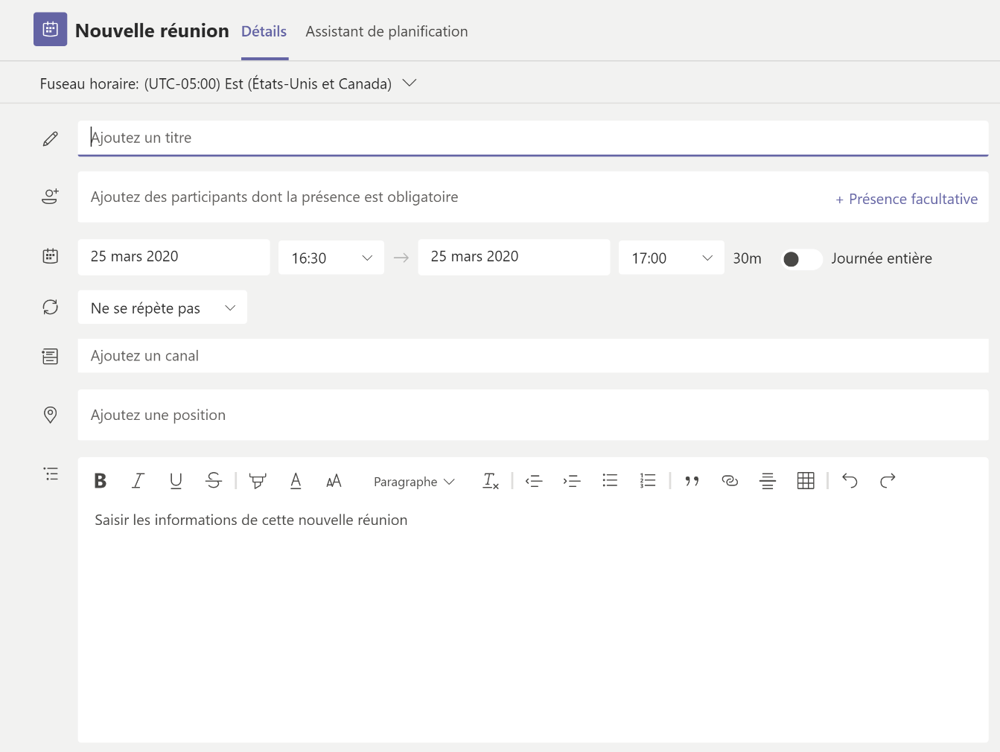 Nouvelle réunion Détails Assistant de planification
Fuseau horaire: (UTC-05:00) Est (États-Unis et Canada)
Ajoutez un titre
Ajoutez des participants dont la présence est obligatoire + Présence facultative
25 mars 2020 16:30 → 25 mars 2020 17:00 30m Journée entière
Ne se répète pas
Ajoutez un canal
Ajoutez une position
B I U S A AA Paragraphe
Saisir les informations de cette nouvelle réunion